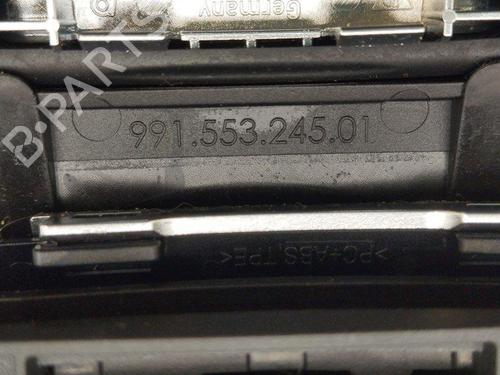 Germany
991.553.245.01
>PC+ABS,TPE<
B-PARTS